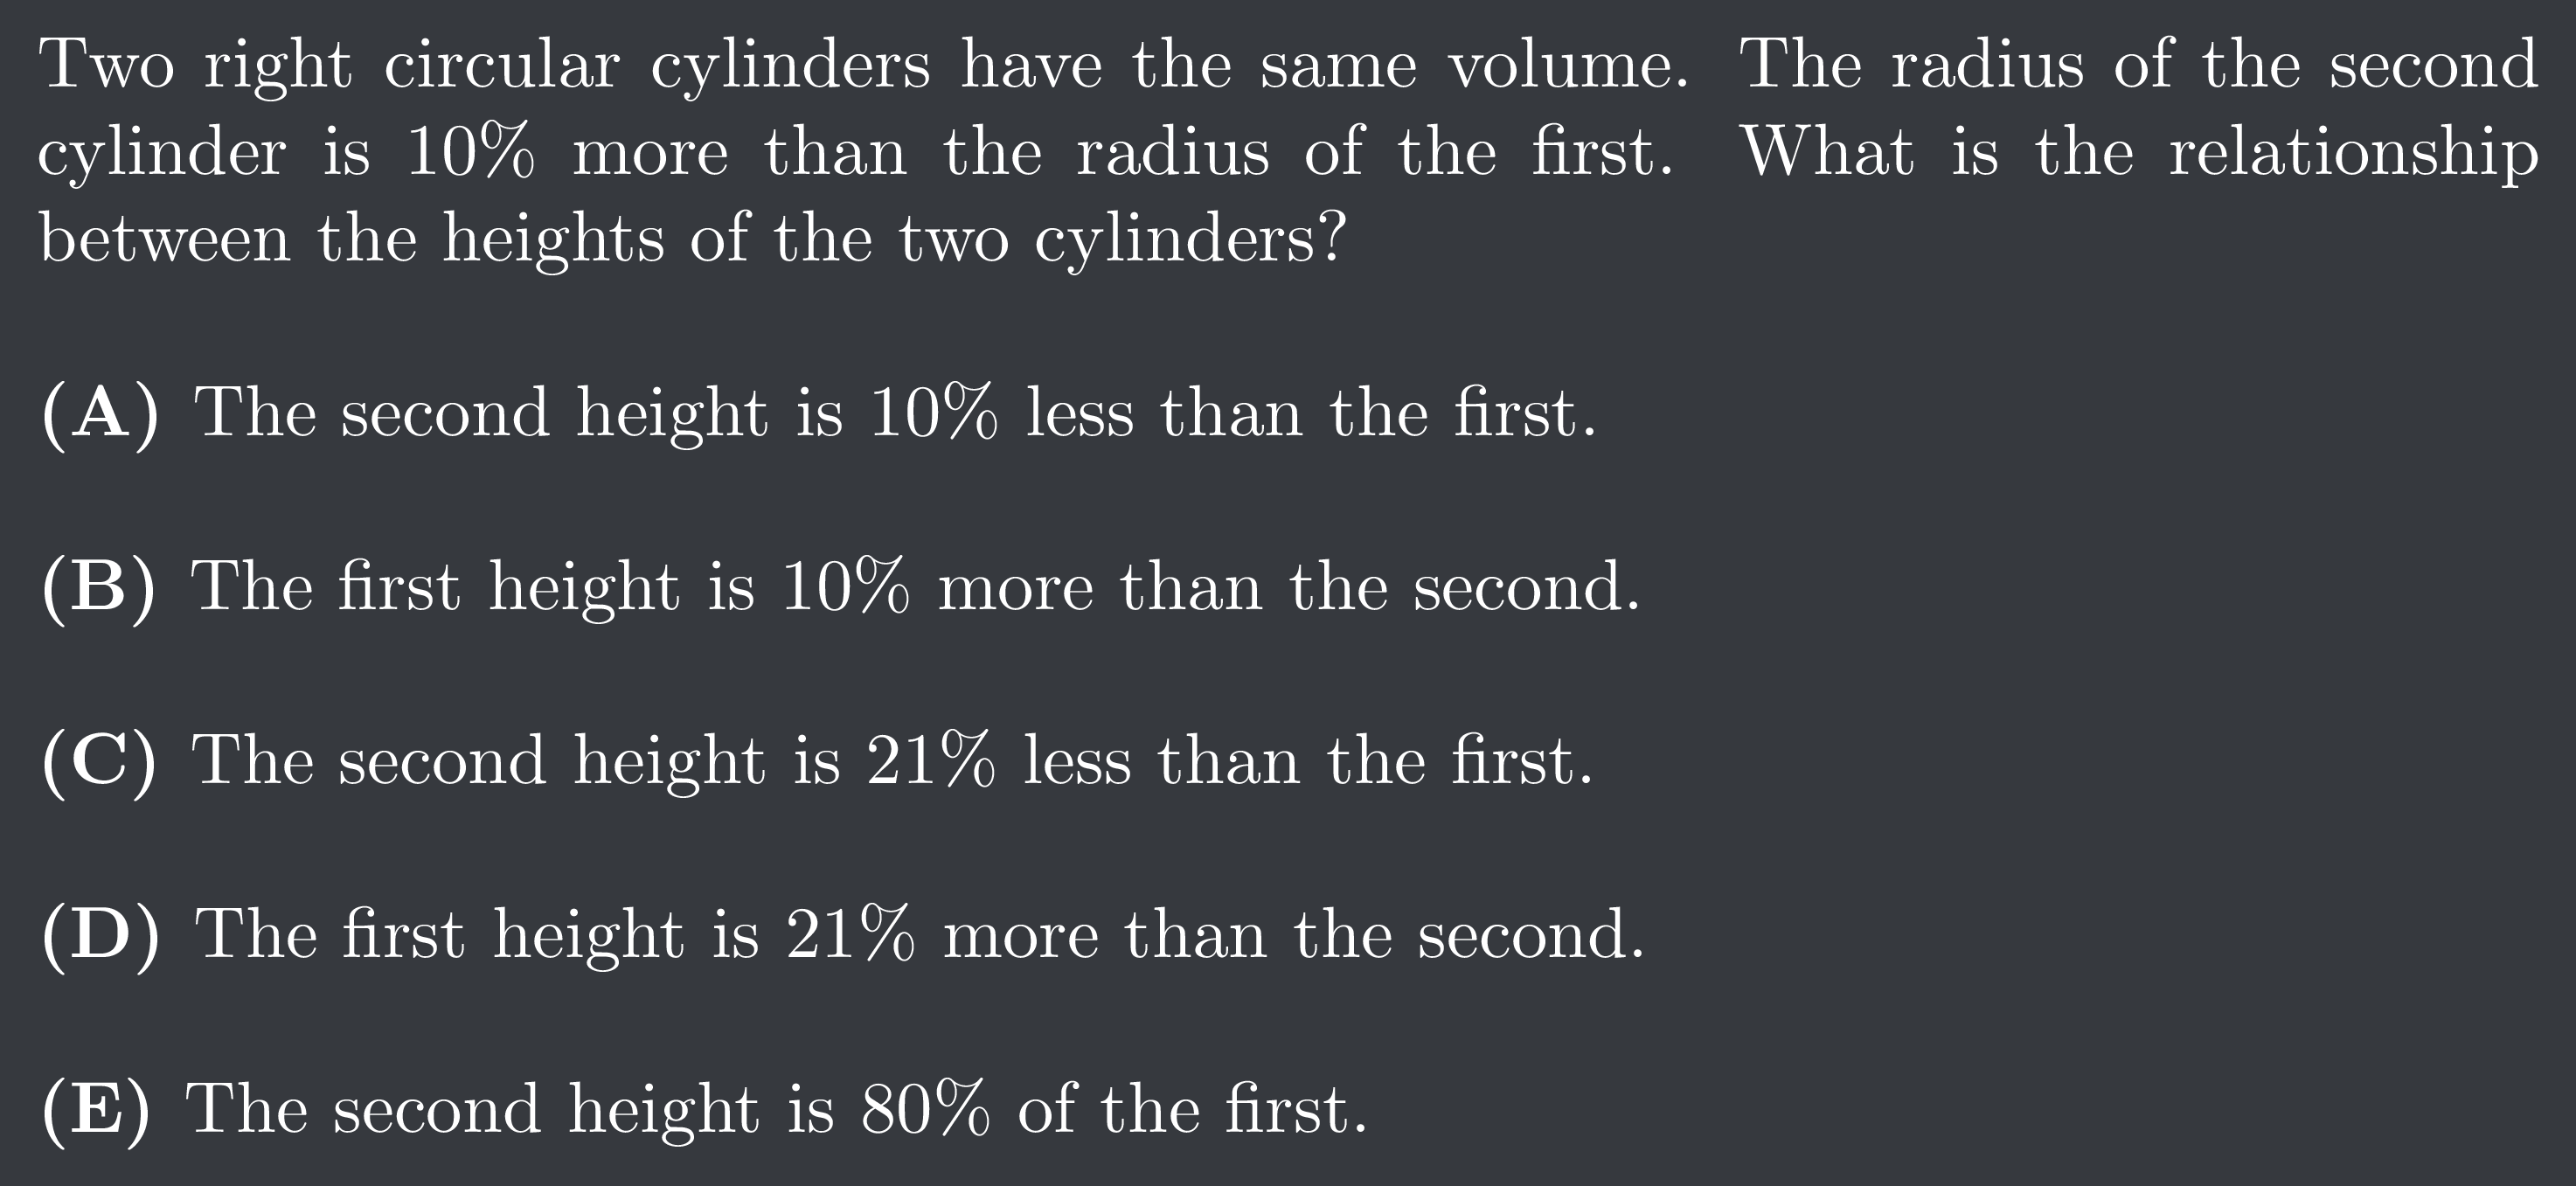 Two right circular cylinders have the same volume. The radius of the second
cylinder is 10% more than the radius of the first. What is the relationship
between the heights of the two cylinders?
(A) The second height is 10% less than the first.
(B) The first height is 10% more than the second.
(C) The second height is 21% less than the first.
(D) The first height is 21% more than the second.
(E) The second height is 80% of the first.